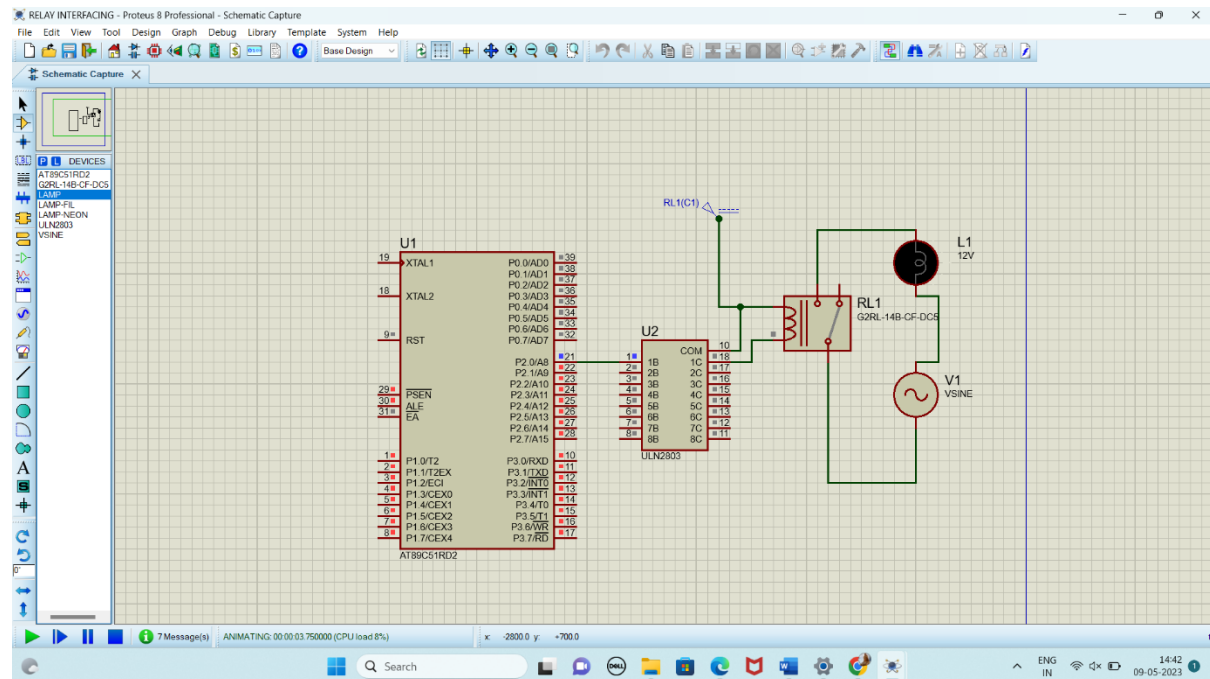 RELAY INTERFACING - Proteus 8 Professional - Schematic Capture
File Edit View Tool Design Graph Debug Library Template System Help
Base Design
Schematic Capture
P L DEVICES
AT89C51RD2
G2RL-14B-CF-DC5
LAMP
LAMP-FIL
LAMP-NEON
ULN2803
VSINE
RL1(C1)
U1
19 XTAL1
18 XTAL2
9 RST
29 PSEN
30 ALE
31 EA
1 P1.0/T2
2 P1.1/T2EX
3 P1.2/ECI
4 P1.3/CEX0
5 P1.4/CEX1
6 P1.5/CEX2
7 P1.6/CEX3
8 P1.7/CEX4
P0.0/AD0 39
P0.1/AD1 38
P0.2/AD2 37
P0.3/AD3 36
P0.4/AD4 35
P0.5/AD5 34
P0.6/AD6 33
P0.7/AD7 32
P2.0/A8 21
P2.1/A9 22
P2.2/A10 23
P2.3/A11 24
P2.4/A12 25
P2.5/A13 26
P2.6/A14 27
P2.7/A15 28
P3.0/RXD 10
P3.1/TXD 11
P3.2/INT0 12
P3.3/INT1 13
P3.4/T0 14
P3.5/T1 15
P3.6/WR 16
P3.7/RD 17
AT89C51RD2
U2
COM 10
1 1B 1C 18
2 2B 2C 17
3 3B 3C 16
4 4B 4C 15
5 5B 5C 14
6 6B 6C 13
7 7B 7C 12
8 8B 8C 11
ULN2803
RL1
G2RL-14B-CF-DC5
L1
12V
V1
VSINE
A
S
0°
7 Message(s)
ANIMATING: 00:00:03.750000 (CPU load 8%)
x: -2800.0 y: +700.0
Search
DELL
ENG
IN
14:42
09-05-2023
1